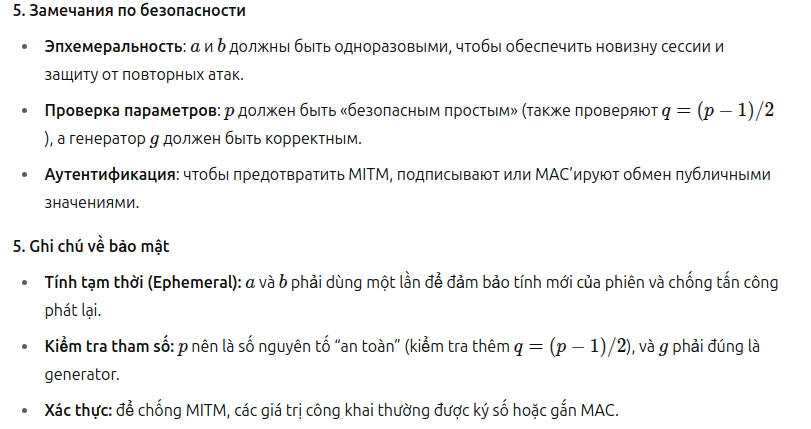 5. Замечания по безопасности
• Эпхемеральность: a и b должны быть одноразовыми, чтобы обеспечить новизну сессии и
защиту от повторных атак.
• Проверка параметров: p должен быть «безопасным простым» (также проверяют q = (p − 1)/2
), а генератор g должен быть корректным.
• Аутентификация: чтобы предотвратить MITM, подписывают или MAC’ируют обмен публичными
значениями.
5. Ghi chú về bảo mật
• Tính tạm thời (Ephemeral): a và b phải dùng một lần để đảm bảo tính mới của phiên và chống tấn công
phát lại.
• Kiểm tra tham số: p nên là số nguyên tố “an toàn” (kiểm tra thêm q = (p − 1)/2), và g phải đúng là
generator.
• Xác thực: để chống MITM, các giá trị công khai thường được ký số hoặc gắn MAC.